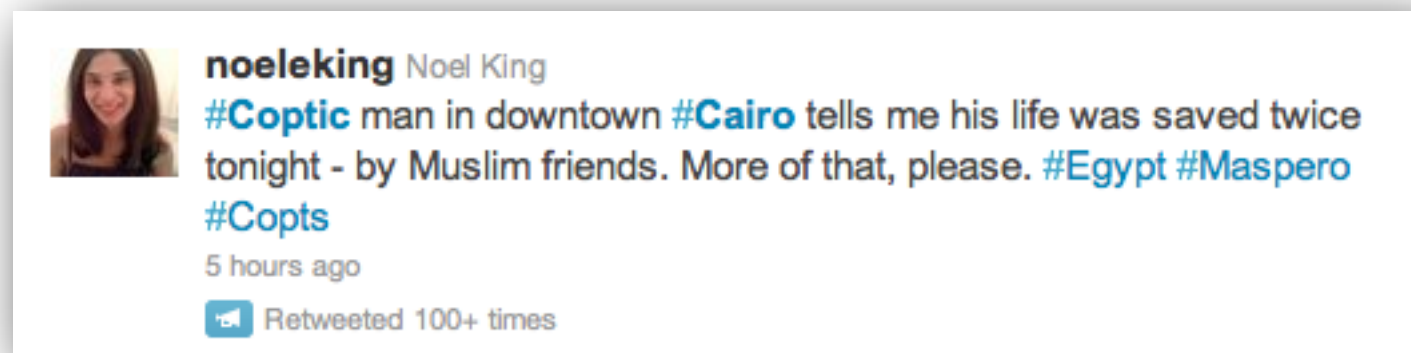 noeleking Noel King
#Coptic man in downtown #Cairo tells me his life was saved twice
tonight - by Muslim friends. More of that, please. #Egypt #Maspero
#Copts
5 hours ago
Retweeted 100+ times